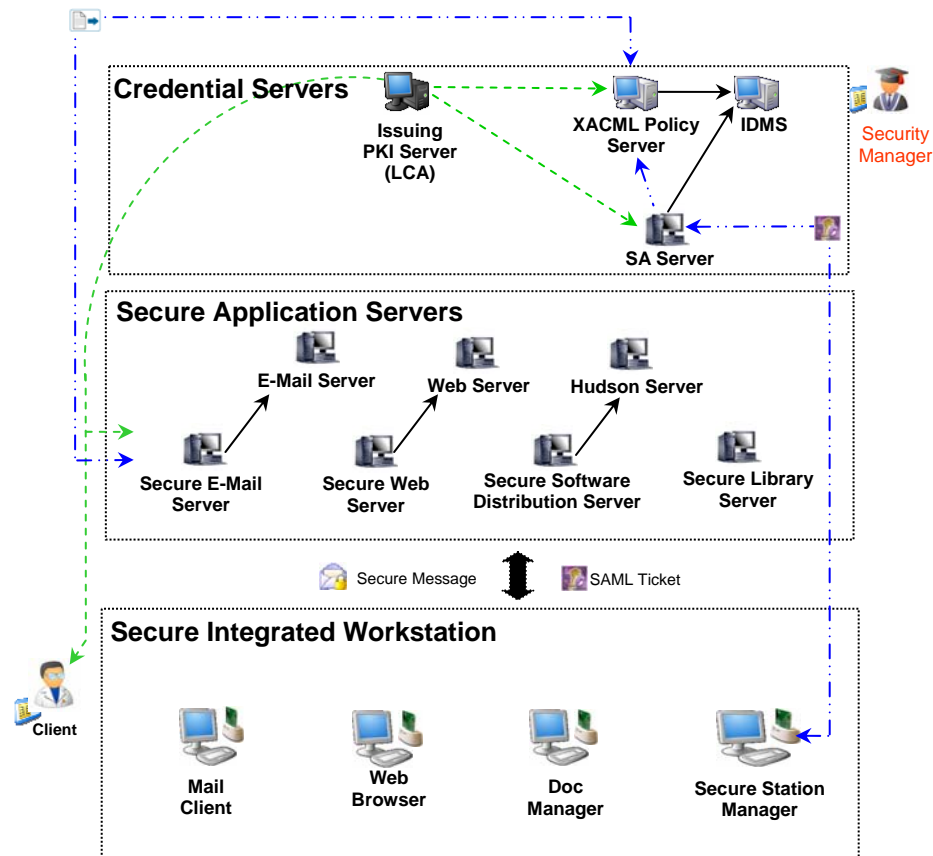 Credential Servers
Issuing
PKI Server
(LCA)
XACML Policy
Server
IDMS
Security
Manager
SA Server
Secure Application Servers
E-Mail Server
Web Server
Hudson Server
Secure E-Mail
Server
Secure Web
Server
Secure Software
Distribution Server
Secure Library
Server
Secure Message
SAML Ticket
Secure Integrated Workstation
Client
Mail
Client
Web
Browser
Doc
Manager
Secure Station
Manager